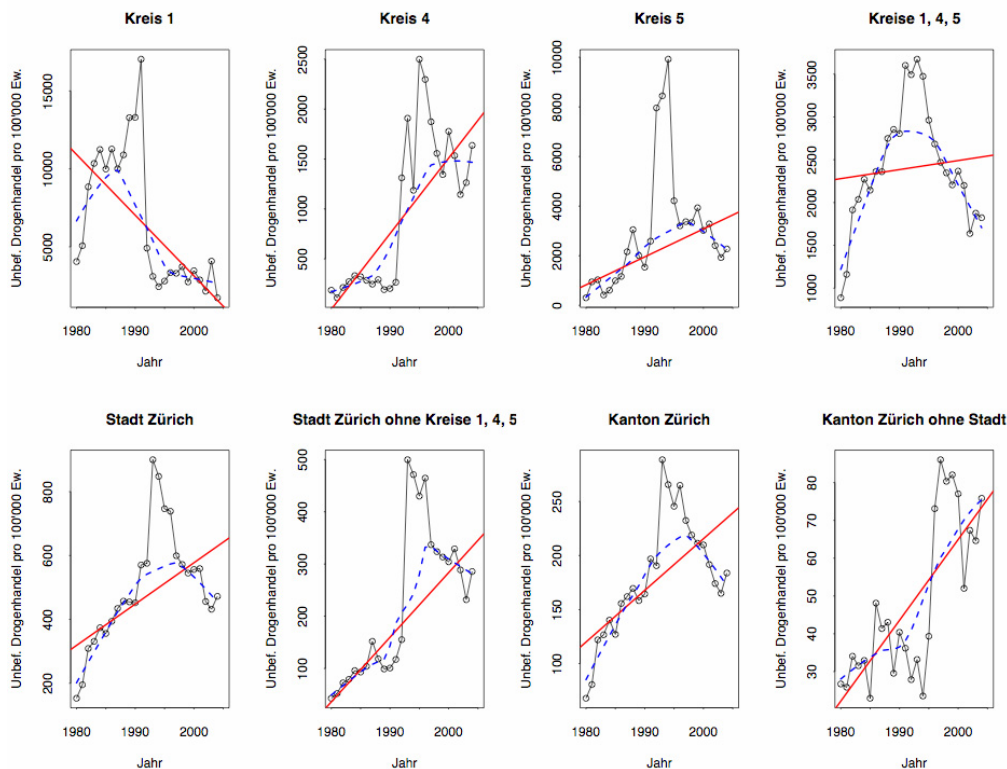 Kreis 1
Unbef. Drogenhandel pro 100'000 Ew.
15000
10000
5000
1980 1990 2000
Jahr
Kreis 4
Unbef. Drogenhandel pro 100'000 Ew.
2500
2000
1500
1000
500
0
1980 1990 2000
Jahr
Kreis 5
Unbef. Drogenhandel pro 100'000 Ew.
10000
8000
6000
4000
2000
0
1980 1990 2000
Jahr
Kreise 1, 4, 5
Unbef. Drogenhandel pro 100'000 Ew.
3500
3000
2500
2000
1500
1000
1980 1990 2000
Jahr
Stadt Zürich
Unbef. Drogenhandel pro 100'000 Ew.
800
600
400
200
1980 1990 2000
Jahr
Stadt Zürich ohne Kreise 1, 4, 5
Unbef. Drogenhandel pro 100'000 Ew.
500
400
300
200
100
1980 1990 2000
Jahr
Kanton Zürich
Unbef. Drogenhandel pro 100'000 Ew.
250
200
150
100
1980 1990 2000
Jahr
Kanton Zürich ohne Stadt
Unbef. Drogenhandel pro 100'000 Ew.
80
70
60
50
40
30
1980 1990 2000
Jahr